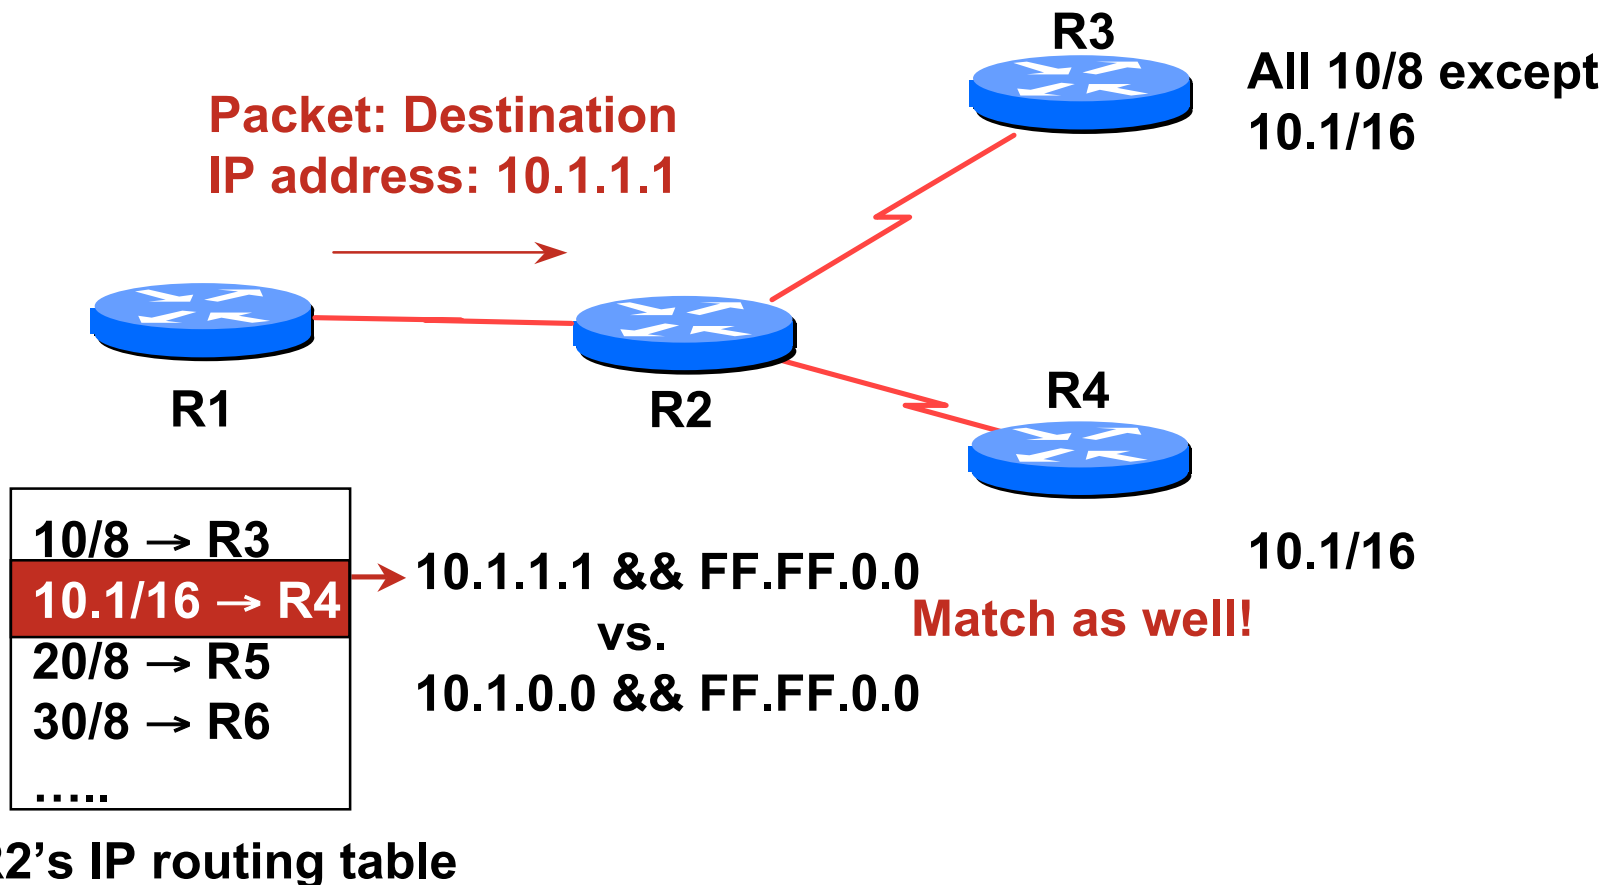 R3
All 10/8 except
10.1/16
Packet: Destination
IP address: 10.1.1.1
R1
R2
R4
10.1/16
10/8 → R3
10.1/16 → R4
20/8 → R5
30/8 → R6
…..
10.1.1.1 && FF.FF.0.0
vs.
10.1.0.0 && FF.FF.0.0
Match as well!
R2's IP routing table